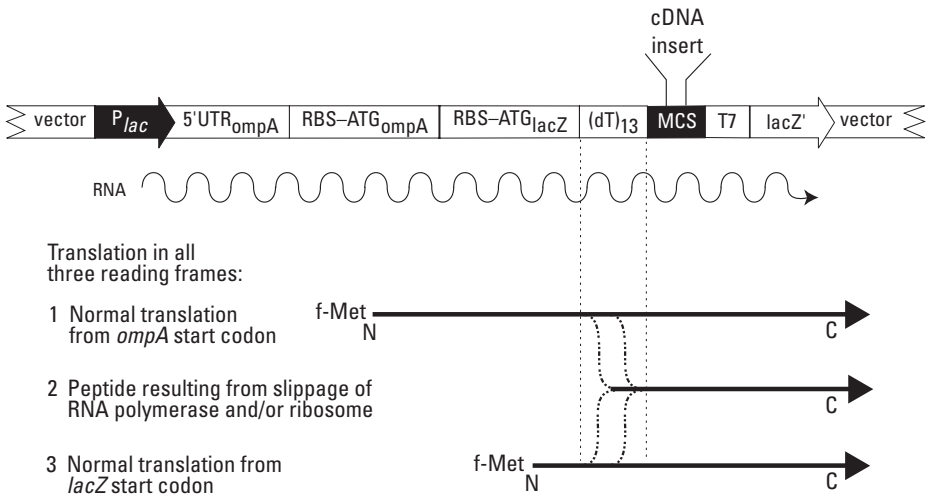 cDNA
insert
vector Plac 5'UTRompA RBS–ATGompA RBS–ATGlacZ (dT)13 MCS T7 lacZ' vector
RNA
Translation in all
three reading frames:
1 Normal translation
from ompA start codon
f-Met
N
C
2 Peptide resulting from slippage of
RNA polymerase and/or ribosome
C
3 Normal translation from
lacZ start codon
f-Met
N
C